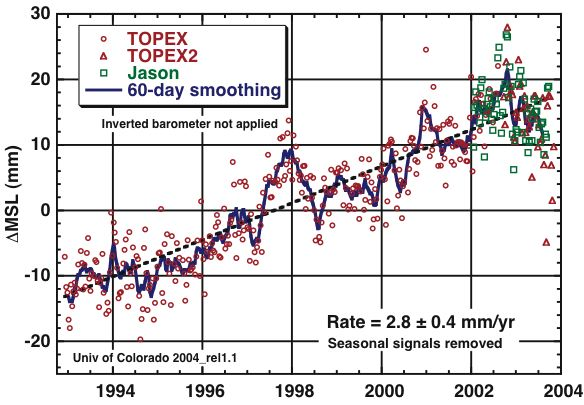 30
20
10
0
-10
-20
ΔMSL (mm)
TOPEX
TOPEX2
Jason
60-day smoothing
Inverted barometer not applied
Rate = 2.8 ± 0.4 mm/yr
Seasonal signals removed
Univ of Colorado 2004_rel1.1
1994 1996 1998 2000 2002 2004